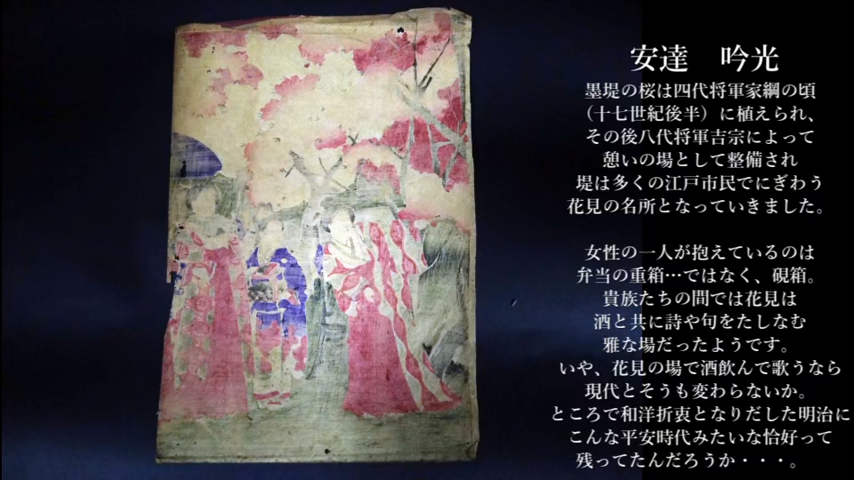 安達　吟光
墨堤の桜は四代将軍家綱の頃
（十七世紀後半）に植えられ、
その後八代将軍吉宗によって
憩いの場として整備され
堤は多くの江戸市民でにぎわう
花見の名所となっていきました。
女性の一人が抱えているのは
弁当の重箱…ではなく、硯箱。
貴族たちの間では花見は
酒と共に詩や句をたしなむ
雅な場だったようです。
いや、花見の場で酒飲んで歌うなら
現代とそうも変わらないか。
ところで和洋折衷となりだした明治に
こんな平安時代みたいな恰好って
残ってたんだろうか・・・。